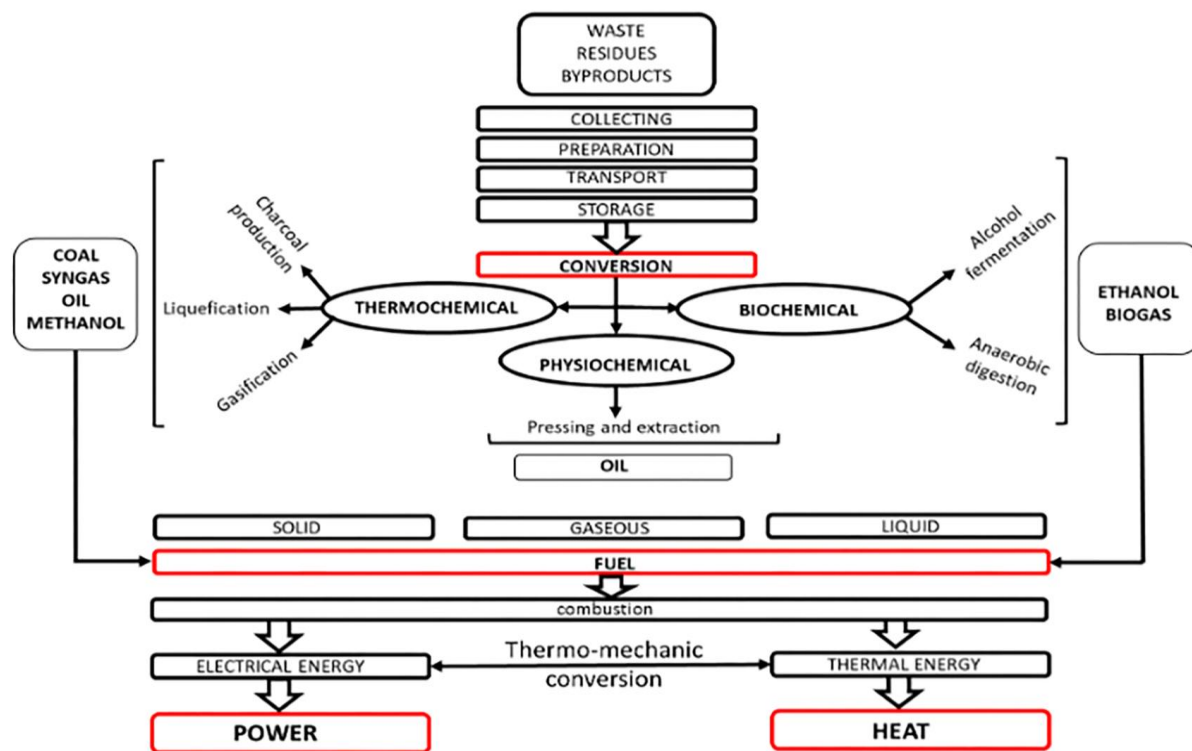 WASTE
RESIDUES
BYPRODUCTS
COLLECTING
PREPARATION
TRANSPORT
STORAGE
CONVERSION
COAL
SYNGAS
OIL
METHANOL
Charcoal
production
Liquefication
Gasification
THERMOCHEMICAL
BIOCHEMICAL
PHYSIOCHEMICAL
Alcohol
fermentation
Anaerobic
digestion
ETHANOL
BIOGAS
Pressing and extraction
OIL
SOLID
GASEOUS
LIQUID
FUEL
combustion
ELECTRICAL ENERGY
Thermo-mechanic
conversion
THERMAL ENERGY
POWER
HEAT